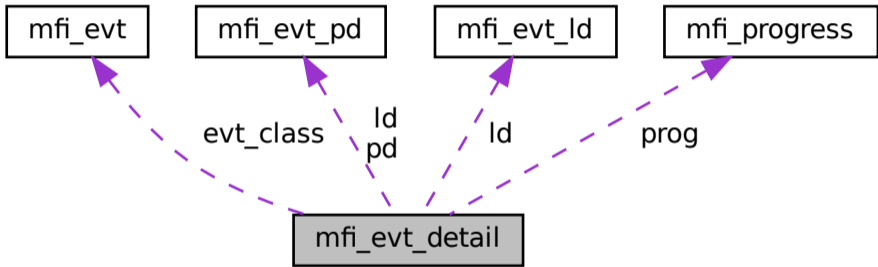 mfi_evt
mfi_evt_pd
mfi_evt_ld
mfi_progress
evt_class
ld
pd
ld
prog
mfi_evt_detail